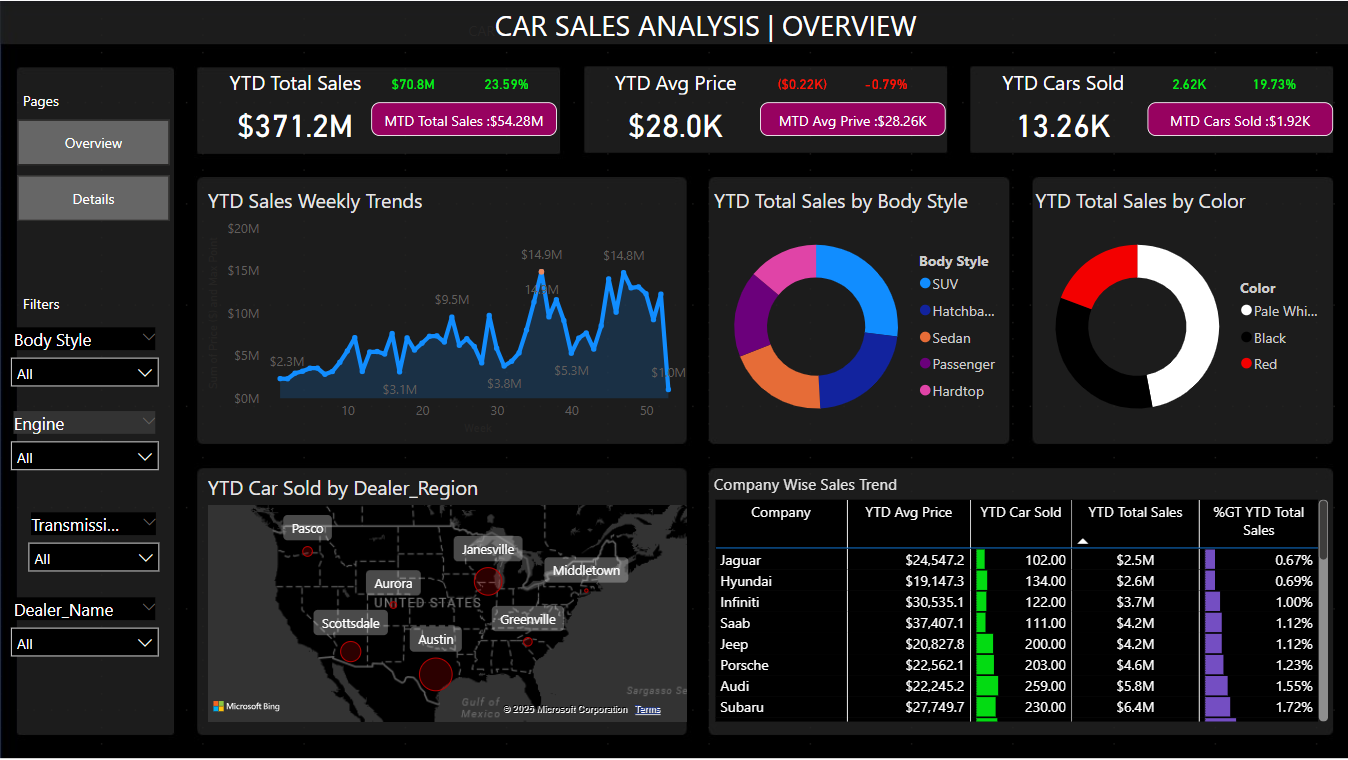 CAR SALES ANALYSIS | OVERVIEW
Pages
Overview
Details
Filters
Body Style
All
Engine
All
Transmissi...
All
Dealer_Name
All
YTD Total Sales
$70.8M
23.59%
$371.2M
MTD Total Sales :$54.28M
YTD Avg Price
($0.22K)
-0.79%
$28.0K
MTD Avg Prive :$28.26K
YTD Cars Sold
2.62K
19.73%
13.26K
MTD Cars Sold :$1.92K
YTD Sales Weekly Trends
$20M
$15M
$10M
$5M
$0M
$2.3M
$3.1M
$9.5M
$3.8M
$14.9M
$5.3M
$14.8M
$1.0M
10 20 30 40 50
Week
YTD Total Sales by Body Style
Body Style
SUV
Hatchba...
Sedan
Passenger
Hardtop
YTD Total Sales by Color
Color
Pale Whi...
Black
Red
YTD Car Sold by Dealer_Region
Pasco
Janesville
Middletown
Aurora
UNITED STATES
Scottsdale
Greenville
Austin
Sargasso Se
Gulf of
Mexico
Microsoft Bing
© 2025 Microsoft Corporation Terms
Company Wise Sales Trend
Company YTD Avg Price YTD Car Sold YTD Total Sales %GT YTD Total
Sales
Jaguar $24,547.2 102.00 $2.5M 0.67%
Hyundai $19,147.3 134.00 $2.6M 0.69%
Infiniti $30,535.1 122.00 $3.7M 1.00%
Saab $37,407.1 111.00 $4.2M 1.12%
Jeep $20,827.8 200.00 $4.2M 1.12%
Porsche $22,562.1 203.00 $4.6M 1.23%
Audi $22,245.2 259.00 $5.8M 1.55%
Subaru $27,749.7 230.00 $6.4M 1.72%